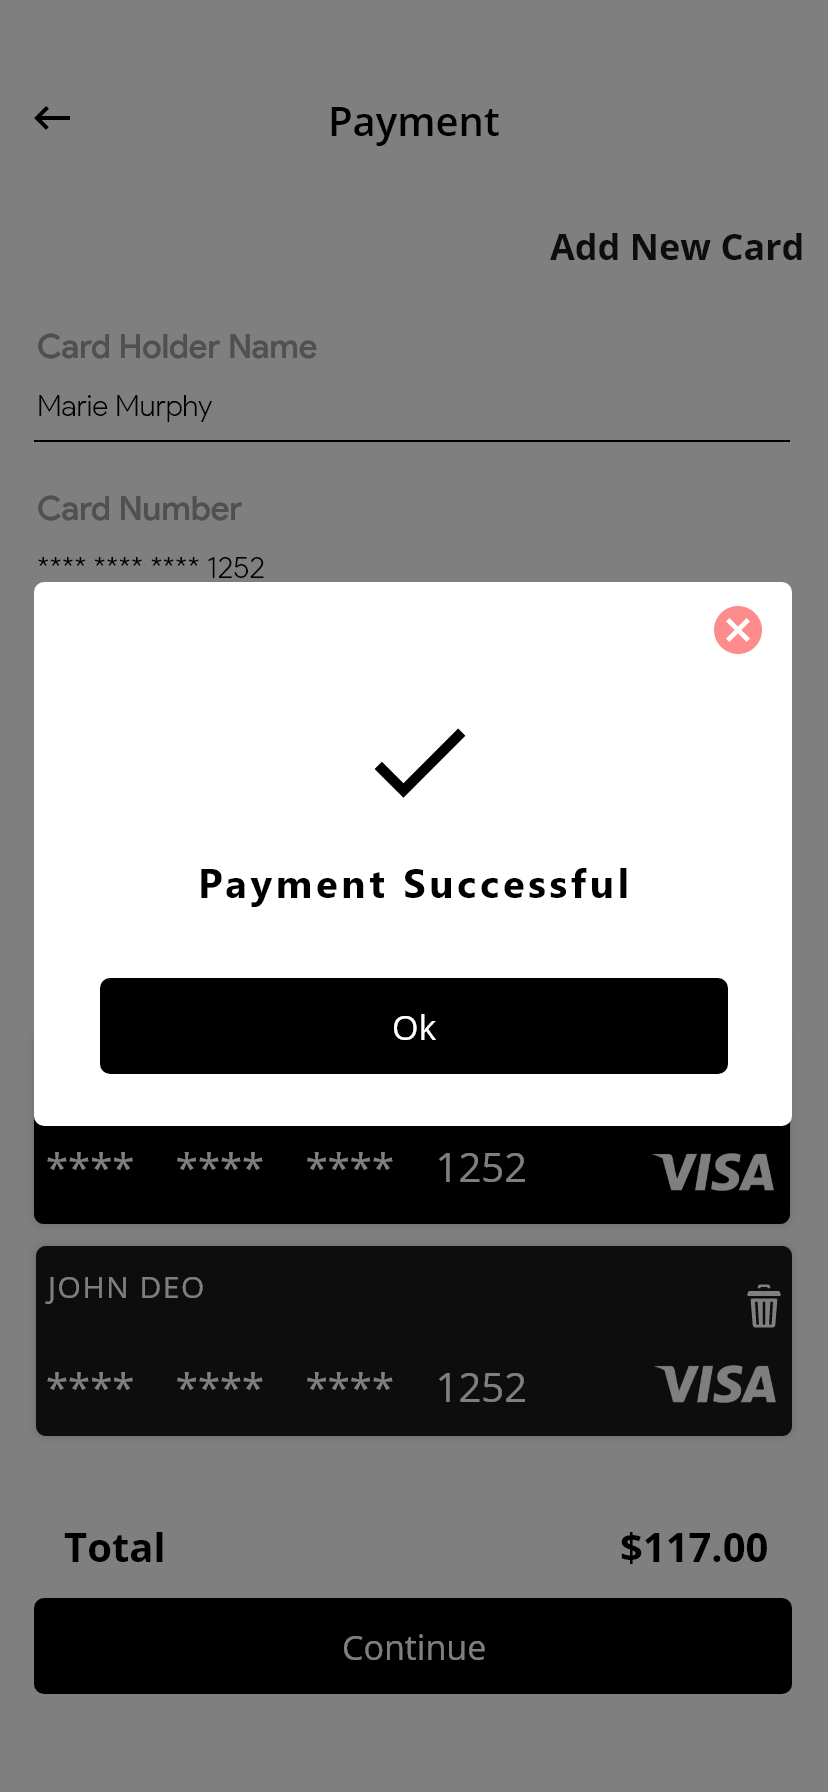 Payment
Add New Card
Card Holder Name
Marie Murphy
Card Number
**** **** **** 1252
Payment Successful
Ok
**** **** **** 1252 VISA
JOHN DEO
**** **** **** 1252 VISA
Total $117.00
Continue